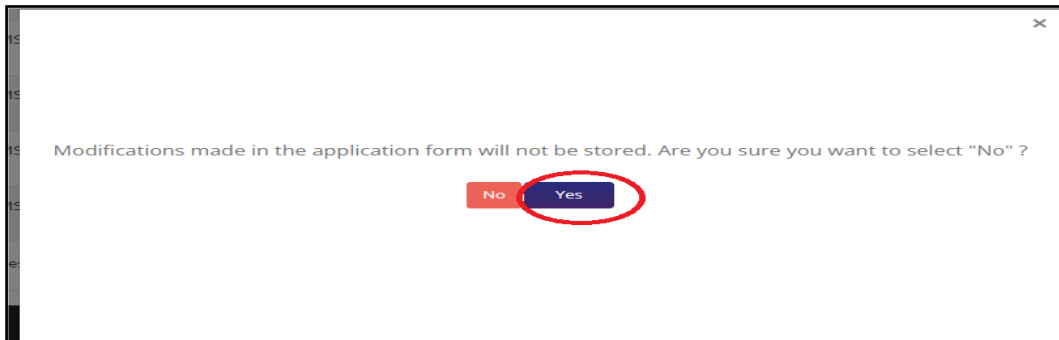 ×
Modifications made in the application form will not be stored. Are you sure you want to select "No" ?
No Yes